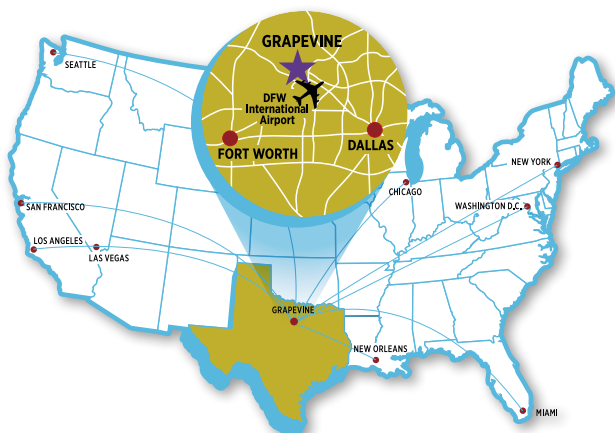 GRAPEVINE
SEATTLE
DFW
International
Airport
FORT WORTH
DALLAS
NEW YORK
CHICAGO
WASHINGTON D.C.
SAN FRANCISCO
LOS ANGELES
LAS VEGAS
GRAPEVINE
NEW ORLEANS
MIAMI